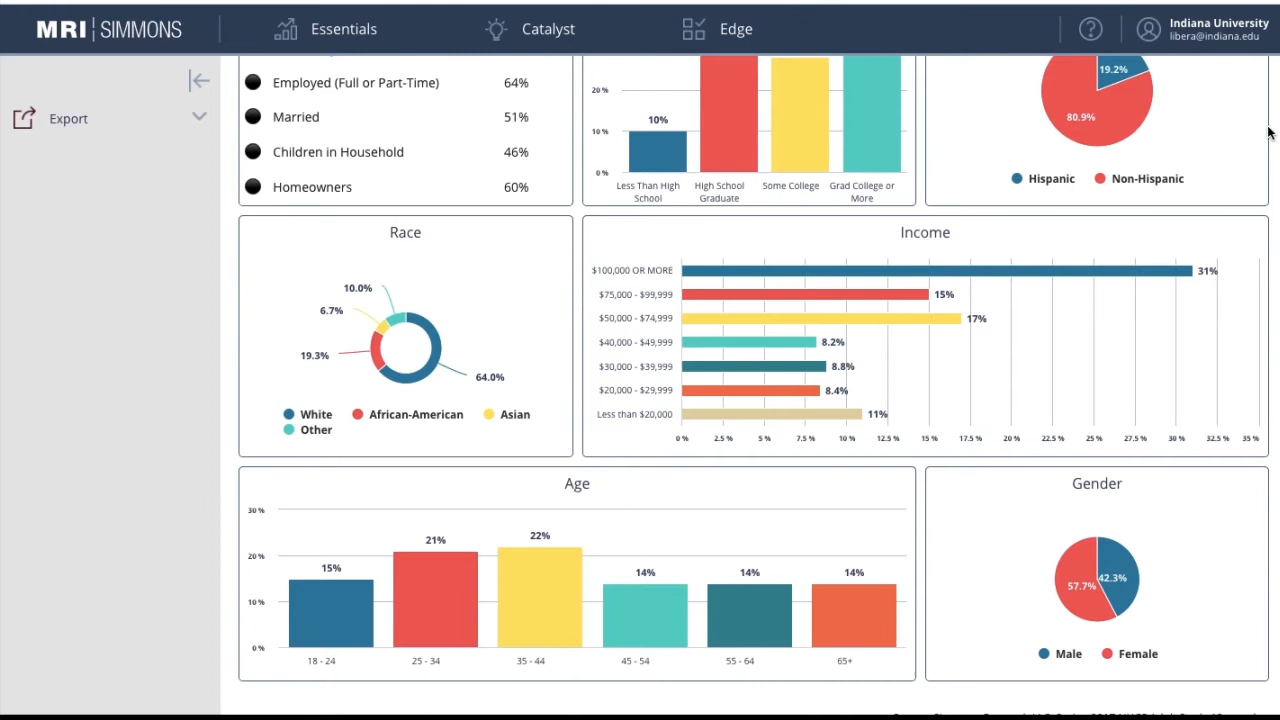 MRI | SIMMONS
Essentials
Catalyst
Edge
Indiana University
libera@indiana.edu
Export
Employed (Full or Part-Time) 64%
Married 51%
Children in Household 46%
Homeowners 60%
20 %
10 %
0 %
10%
Less Than High School
High School Graduate
Some College
Grad College or More
19.2%
80.9%
Hispanic
Non-Hispanic
Race
10.0%
6.7%
19.3%
64.0%
White
African-American
Asian
Other
Income
$100,000 OR MORE 31%
$75,000 - $99,999 15%
$50,000 - $74,999 17%
$40,000 - $49,999 8.2%
$30,000 - $39,999 8.8%
$20,000 - $29,999 8.4%
Less than $20,000 11%
0 % 2.5 % 5 % 7.5 % 10 % 12.5 % 15 % 17.5 % 20 % 22.5 % 25 % 27.5 % 30 % 32.5 % 35 %
Age
30 %
20 %
10 %
0 %
15% 21% 22% 14% 14% 14%
18 - 24 25 - 34 35 - 44 45 - 54 55 - 64 65+
Gender
57.7%
42.3%
Male
Female